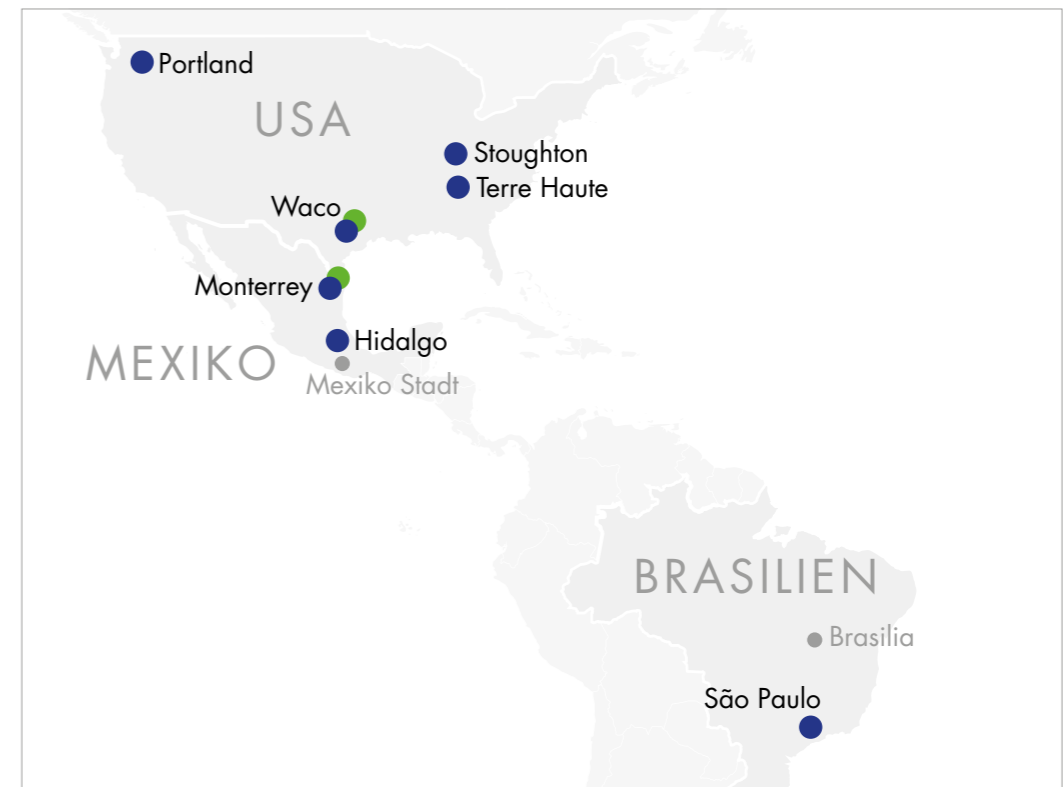 Portland
USA
Stoughton
Terre Haute
Waco
Monterrey
Hidalgo
MEXIKO
Mexiko Stadt
BRASILIEN
Brasilia
São Paulo